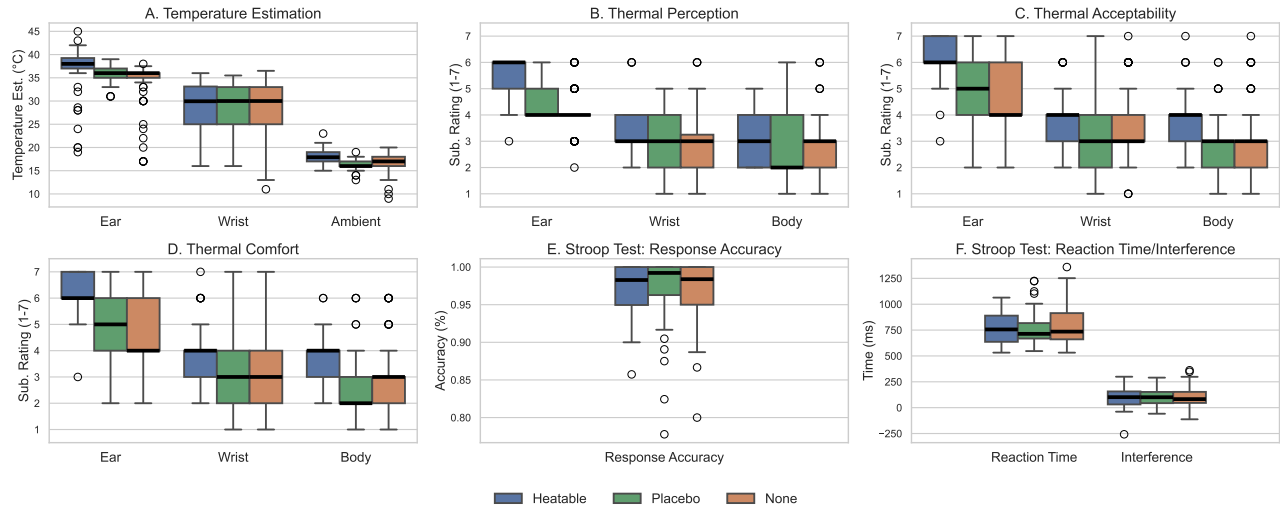 A. Temperature Estimation
Temperature Est. (°C)
45
40
35
30
25
20
15
10
Ear
Wrist
Ambient
B. Thermal Perception
Sub. Rating (1-7)
7
6
5
4
3
2
1
Ear
Wrist
Body
C. Thermal Acceptability
Sub. Rating (1-7)
7
6
5
4
3
2
1
Ear
Wrist
Body
D. Thermal Comfort
Sub. Rating (1-7)
7
6
5
4
3
2
1
Ear
Wrist
Body
E. Stroop Test: Response Accuracy
Accuracy (%)
1.00
0.95
0.90
0.85
0.80
Response Accuracy
F. Stroop Test: Reaction Time/Interference
Time (ms)
1250
1000
750
500
250
0
−250
Reaction Time
Interference
Heatable
Placebo
None